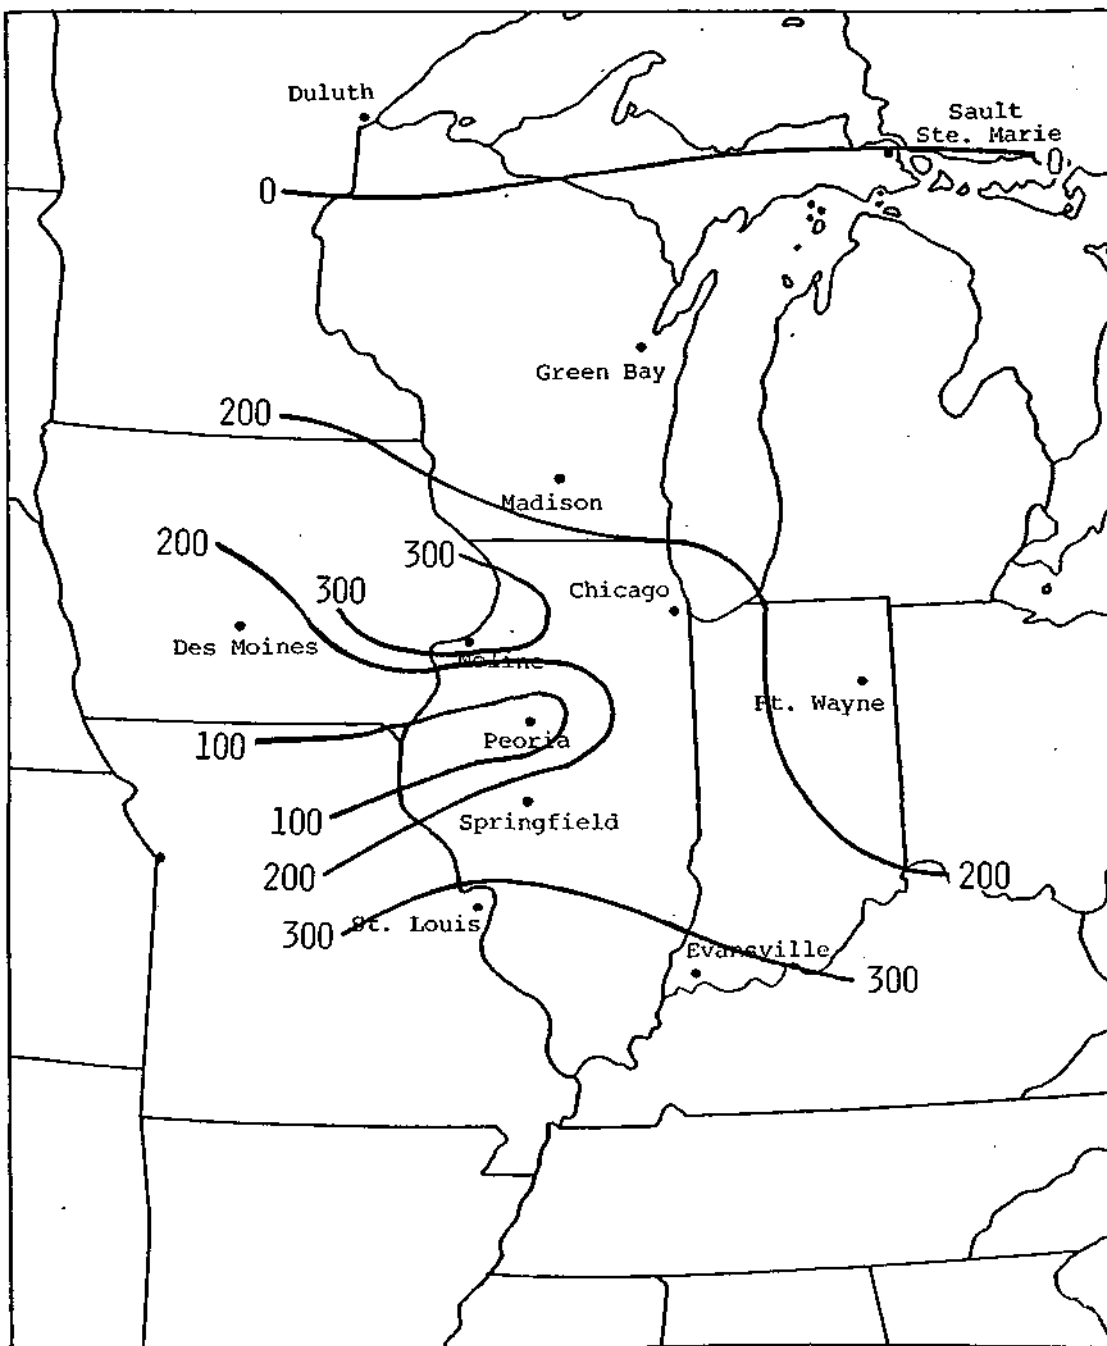 Duluth
Sault
Ste. Marie
0
0
Green Bay
200
Madison
200
300
300
Chicago
Des Moines
Moline
Ft. Wayne
100
Peoria
100
Springfield
200
200
300
St. Louis
Evansville
300